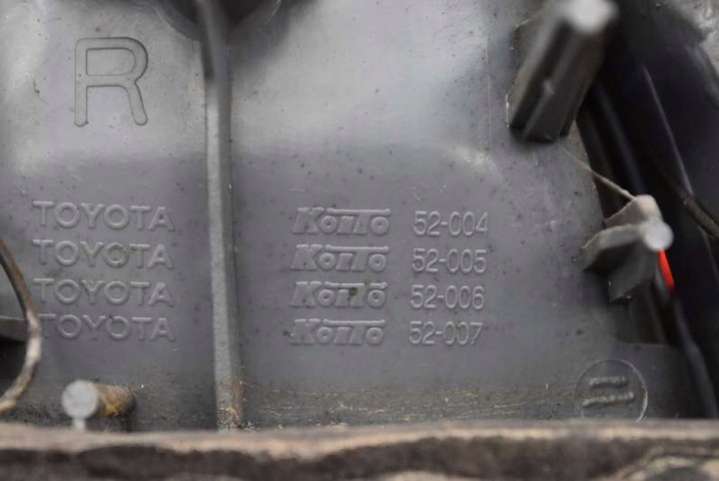 R
TOYOTA Koito 52-004
TOYOTA Koito 52-005
TOYOTA Koito 52-006
TOYOTA Koito 52-007